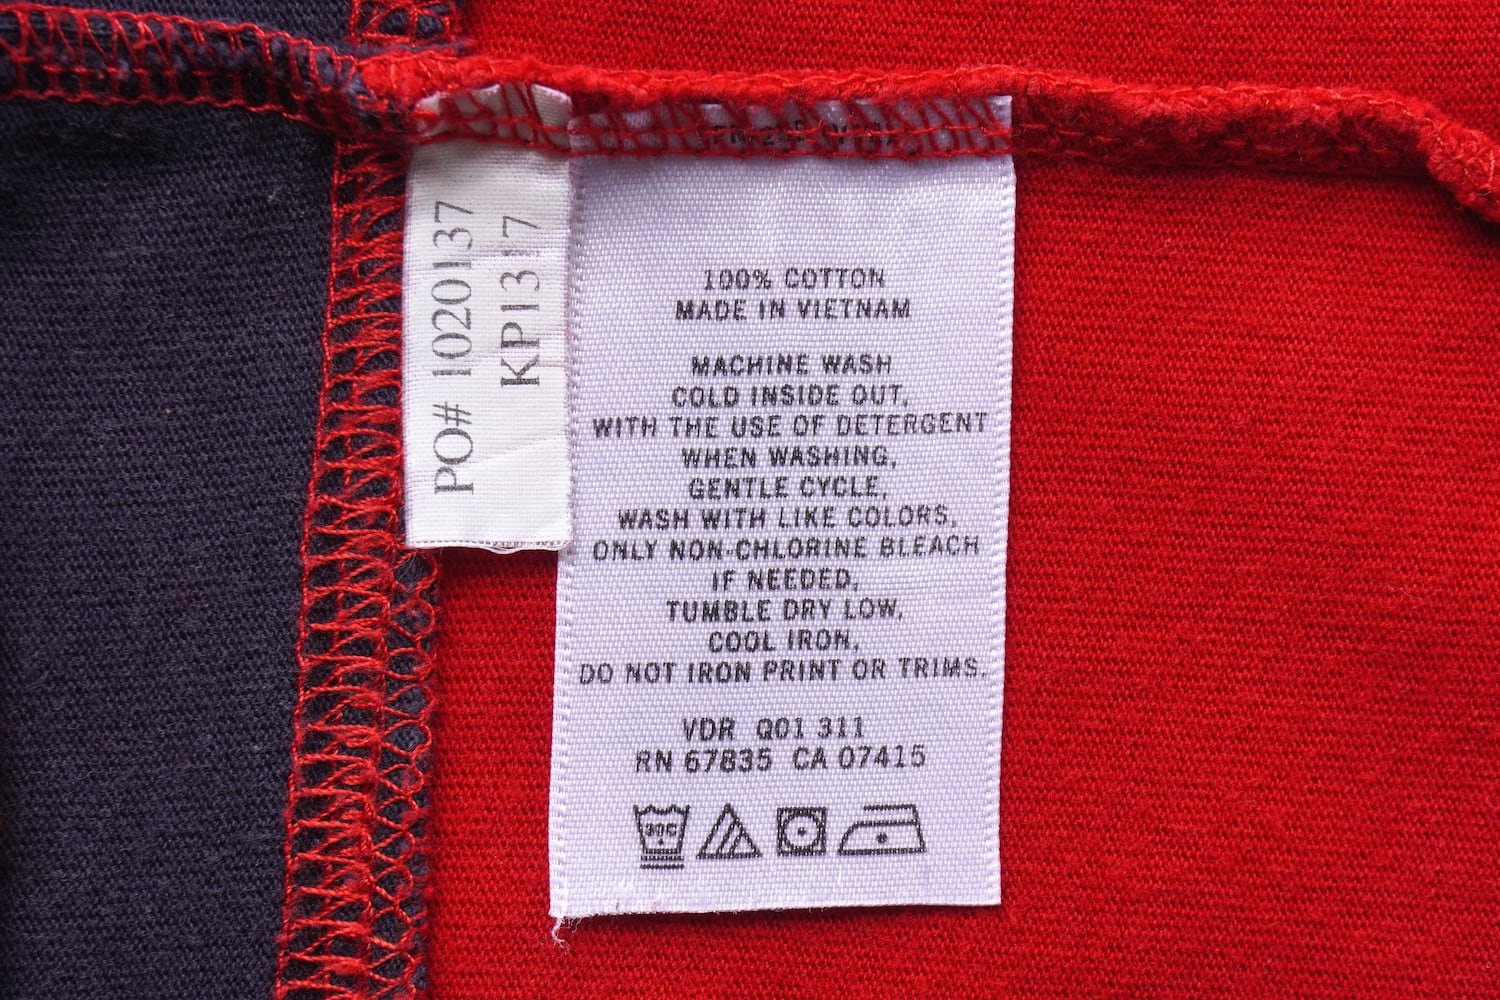 PO# 1020137
KP1317
100% COTTON
MADE IN VIETNAM
MACHINE WASH
COLD INSIDE OUT,
WITH THE USE OF DETERGENT
WHEN WASHING,
GENTLE CYCLE,
WASH WITH LIKE COLORS,
ONLY NON-CHLORINE BLEACH
IF NEEDED,
TUMBLE DRY LOW,
COOL IRON,
DO NOT IRON PRINT OR TRIMS.
VDR Q01 311
RN 67835 CA 07415
30C